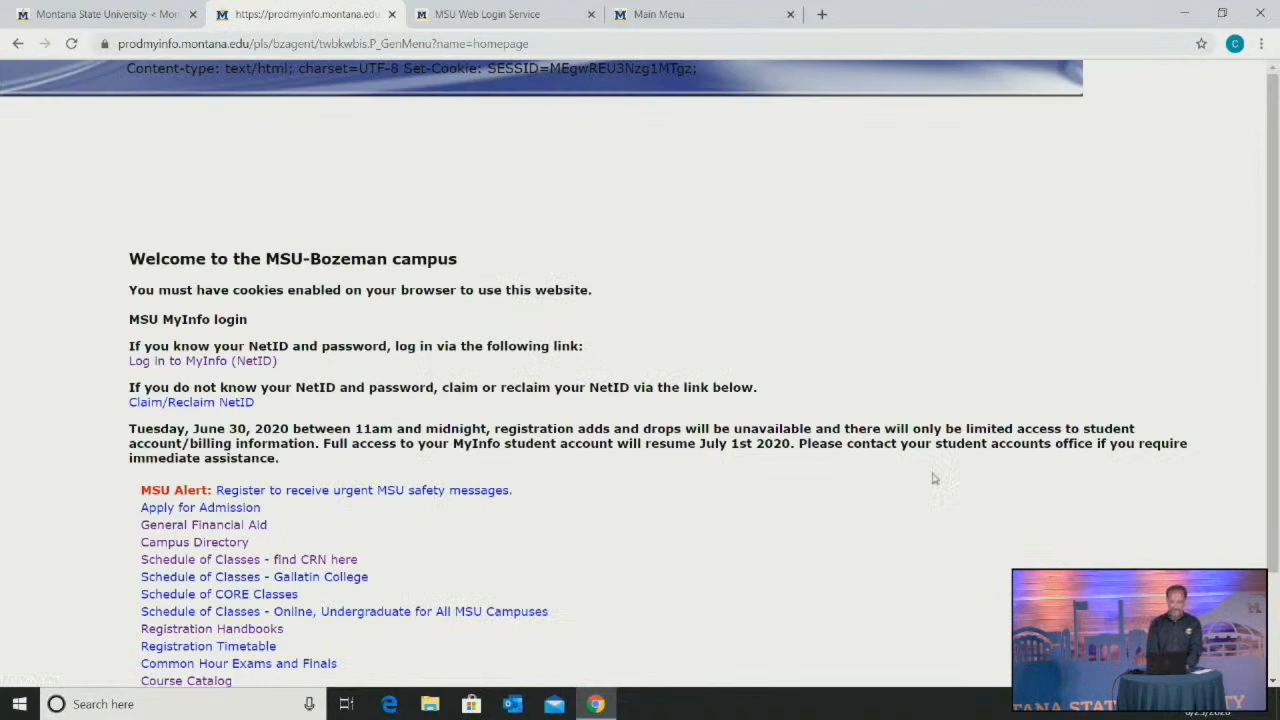 Montana State University < Mon
https://prodmyinfo.montana.edu
MSU Web Login Service
Main Menu
prodmyinfo.montana.edu/pls/bzagent/twbkwbis.P_GenMenu?name=homepage
C
Content-type: text/html; charset=UTF-8 Set-Cookie: SESSID=MEgwREU3Nzg1MTgz;
Welcome to the MSU-Bozeman campus
You must have cookies enabled on your browser to use this website.
MSU MyInfo login
If you know your NetID and password, log in via the following link:
Log in to MyInfo (NetID)
If you do not know your NetID and password, claim or reclaim your NetID via the link below.
Claim/Reclaim NetID
Tuesday, June 30, 2020 between 11am and midnight, registration adds and drops will be unavailable and there will only be limited access to student
account/billing information. Full access to your MyInfo student account will resume July 1st 2020. Please contact your student accounts office if you require
immediate assistance.
MSU Alert: Register to receive urgent MSU safety messages.
Apply for Admission
General Financial Aid
Campus Directory
Schedule of Classes - find CRN here
Schedule of Classes - Gallatin College
Schedule of CORE Classes
Schedule of Classes - Online, Undergraduate for All MSU Campuses
Registration Handbooks
Registration Timetable
Common Hour Exams and Finals
Course Catalog
Search here